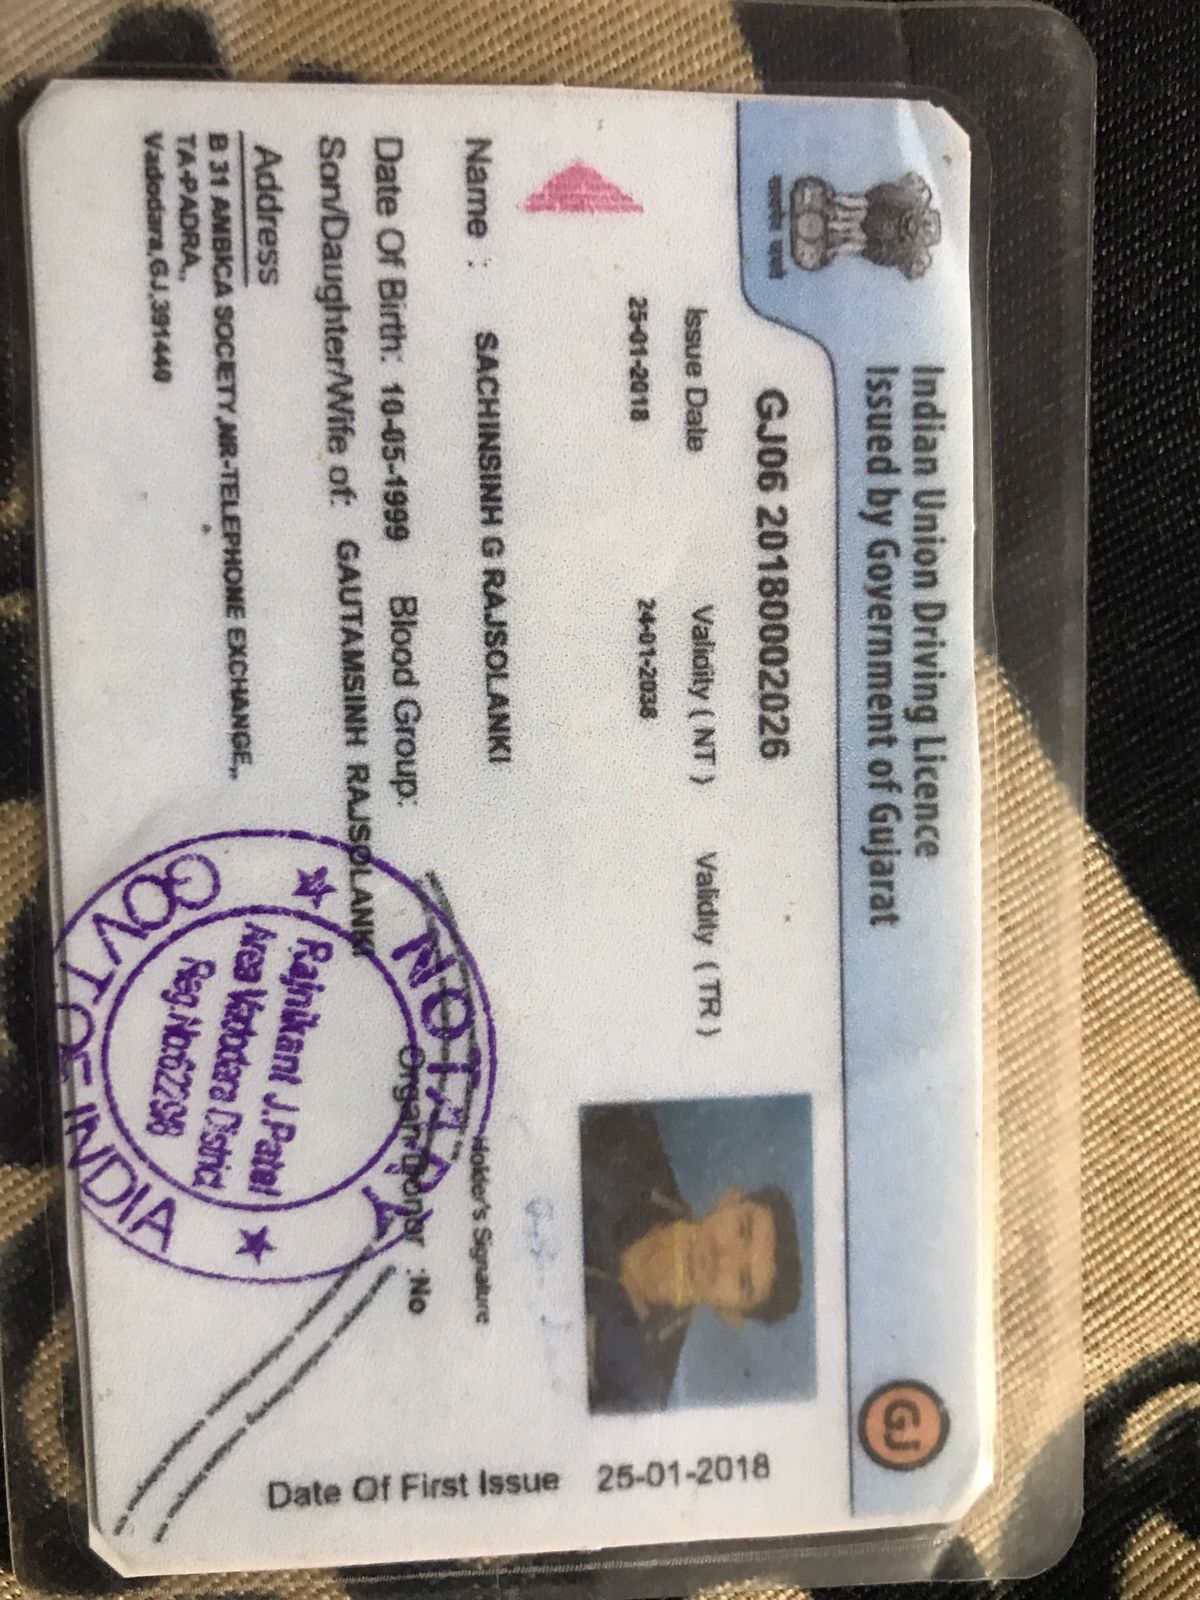 Indian Union Driving Licence
Issued by Government of Gujarat
GJ
सत्यमेव जयते
GJ06 20180002026
Issue Date Validity ( NT ) Validity ( TR )
25-01-2018 24-01-2038
Name : SACHINSINH G RAJSOLANKI
Holder's Signature
Date Of Birth: 10-05-1999 Blood Group:
Organ Donor :No
Son/Daughter/Wife of: GAUTAMSINH RAJSOLANKI
Address
B 31 AMBICA SOCIETY,NR-TELEPHONE EXCHANGE,,
TA-PADRA,,
Vadodara,GJ,391440
Date Of First Issue 25-01-2018
NOTARY
Rajnikant J.Patel
Area Vadodara District
Reg.No.
GOVT OF INDIA